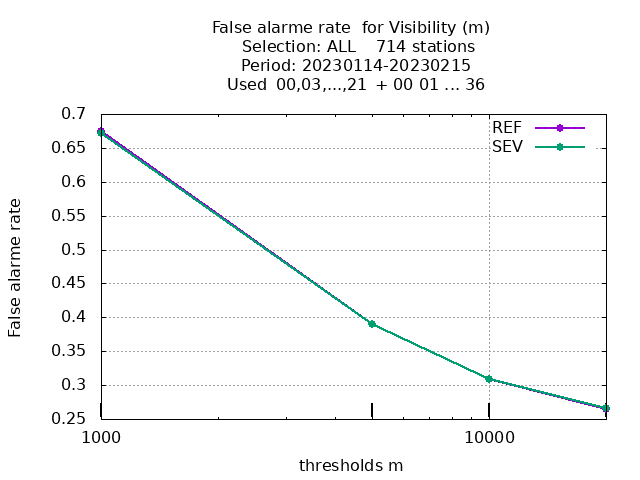 False alarme rate  for Visibility (m)
Selection: ALL    714 stations
Period: 20230114-20230215
Used  00,03,...,21  + 00 01 ... 36
REF
SEV
0.7
0.65
0.6
0.55
0.5
0.45
0.4
0.35
0.3
0.25
False alarme rate
1000
10000
thresholds m